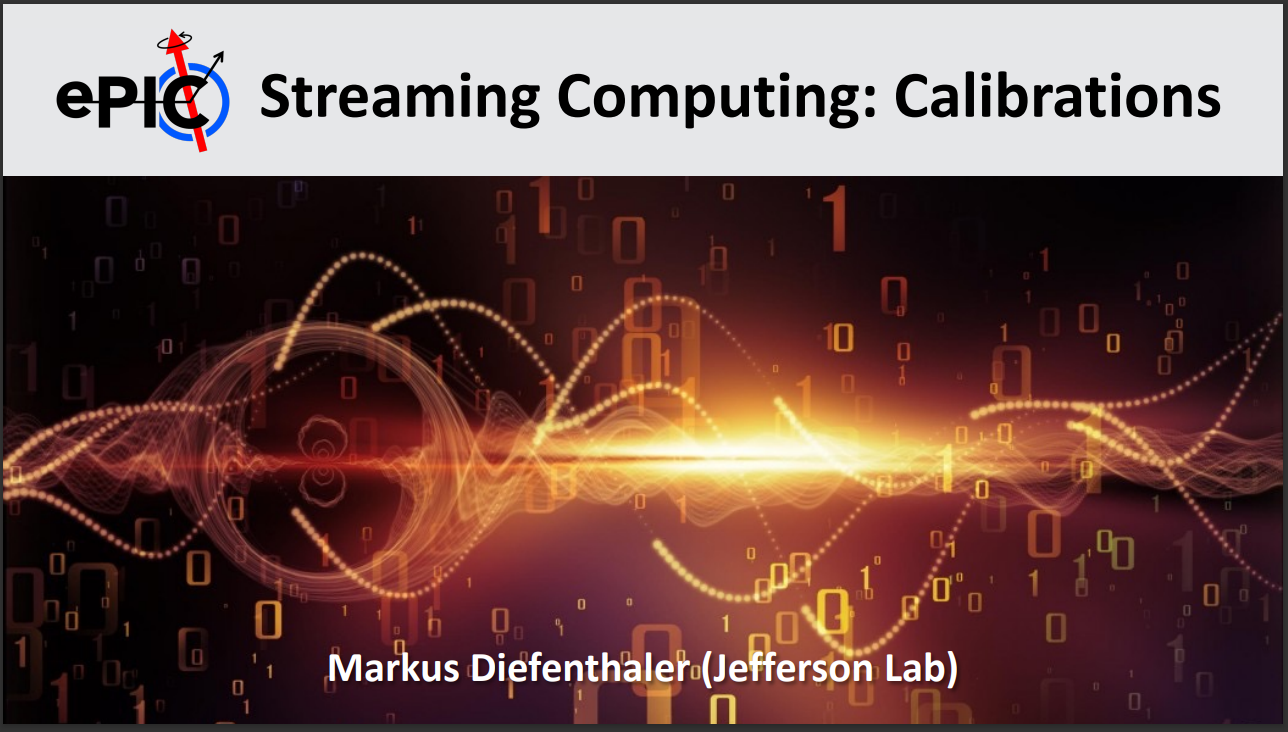 ePIC Streaming Computing: Calibrations
Markus Diefenthaler (Jefferson Lab)